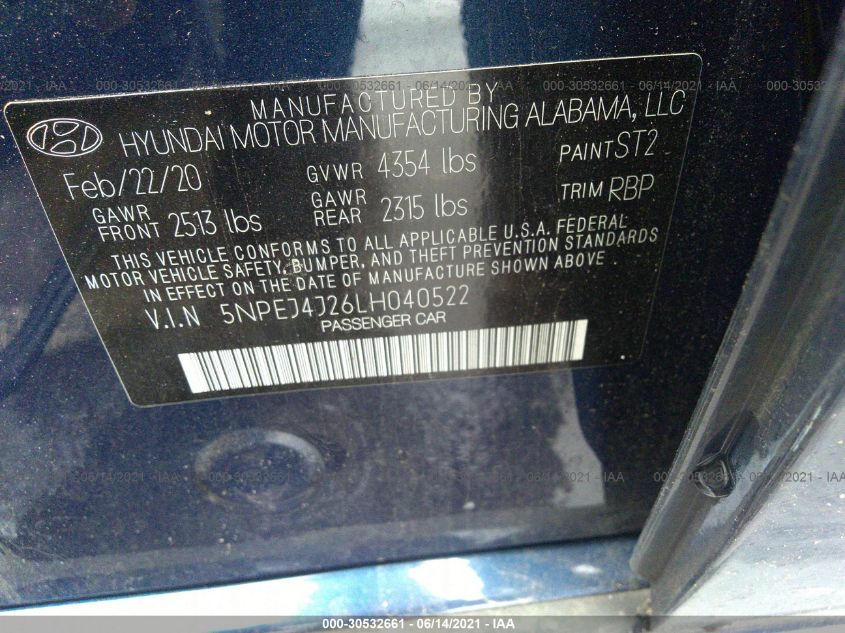 MANUFACTURED BY
HYUNDAI MOTOR MANUFACTURING ALABAMA, LLC
Feb/22/20 GVWR 4354 lbs PAINT ST2
GAWR FRONT 2513 lbs GAWR REAR 2315 lbs TRIM RBP
THIS VEHICLE CONFORMS TO ALL APPLICABLE U.S.A. FEDERAL
MOTOR VEHICLE SAFETY, BUMPER, AND THEFT PREVENTION STANDARDS
IN EFFECT ON THE DATE OF MANUFACTURE SHOWN ABOVE
V.I.N 5NPEJ4J26LH040522
PASSENGER CAR
000-30532661 - 06/14/2021 - IAA